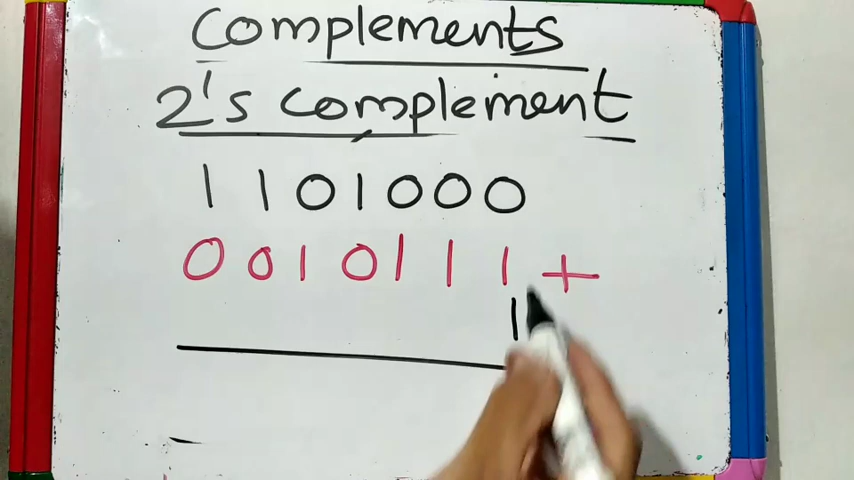 Complements
2's complement
1 1 0 1 0 0 0
0 0 1 0 1 1 1 +
1